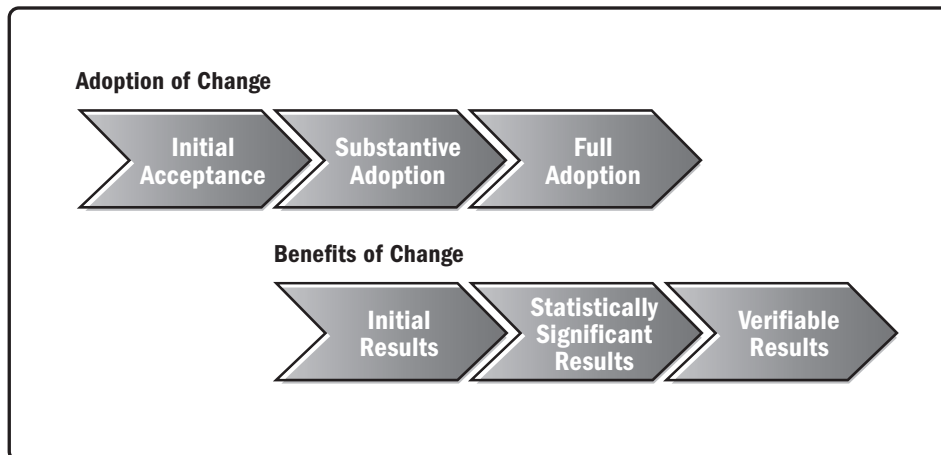 Adoption of Change
Initial
Acceptance
Substantive
Adoption
Full
Adoption
Benefits of Change
Initial
Results
Statistically
Significant
Results
Verifiable
Results